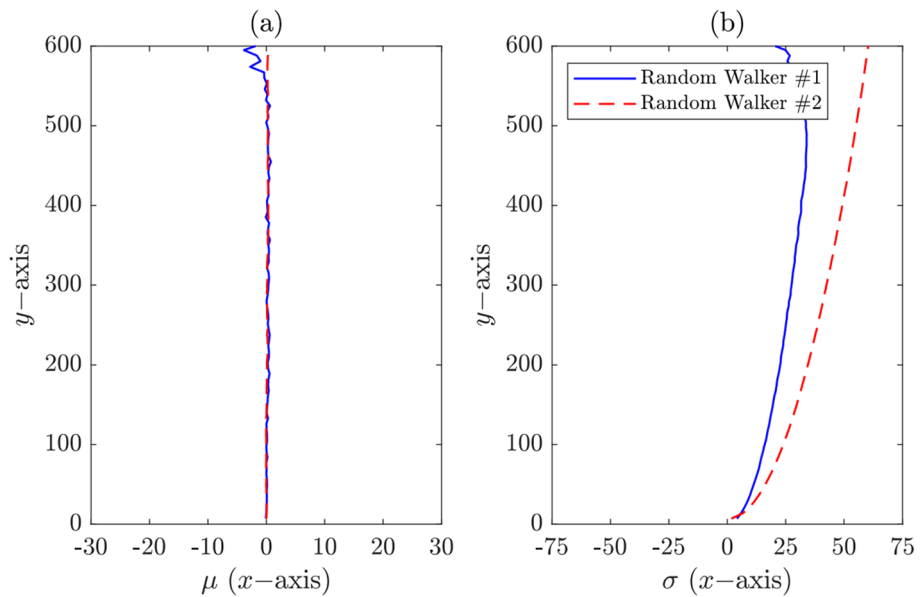 (a)
600
500
400
300
200
100
0
y−axis
-30 -20 -10 0 10 20 30
μ (x−axis)
(b)
600
500
400
300
200
100
0
y−axis
Random Walker #1
Random Walker #2
-75 -50 -25 0 25 50 75
σ (x−axis)